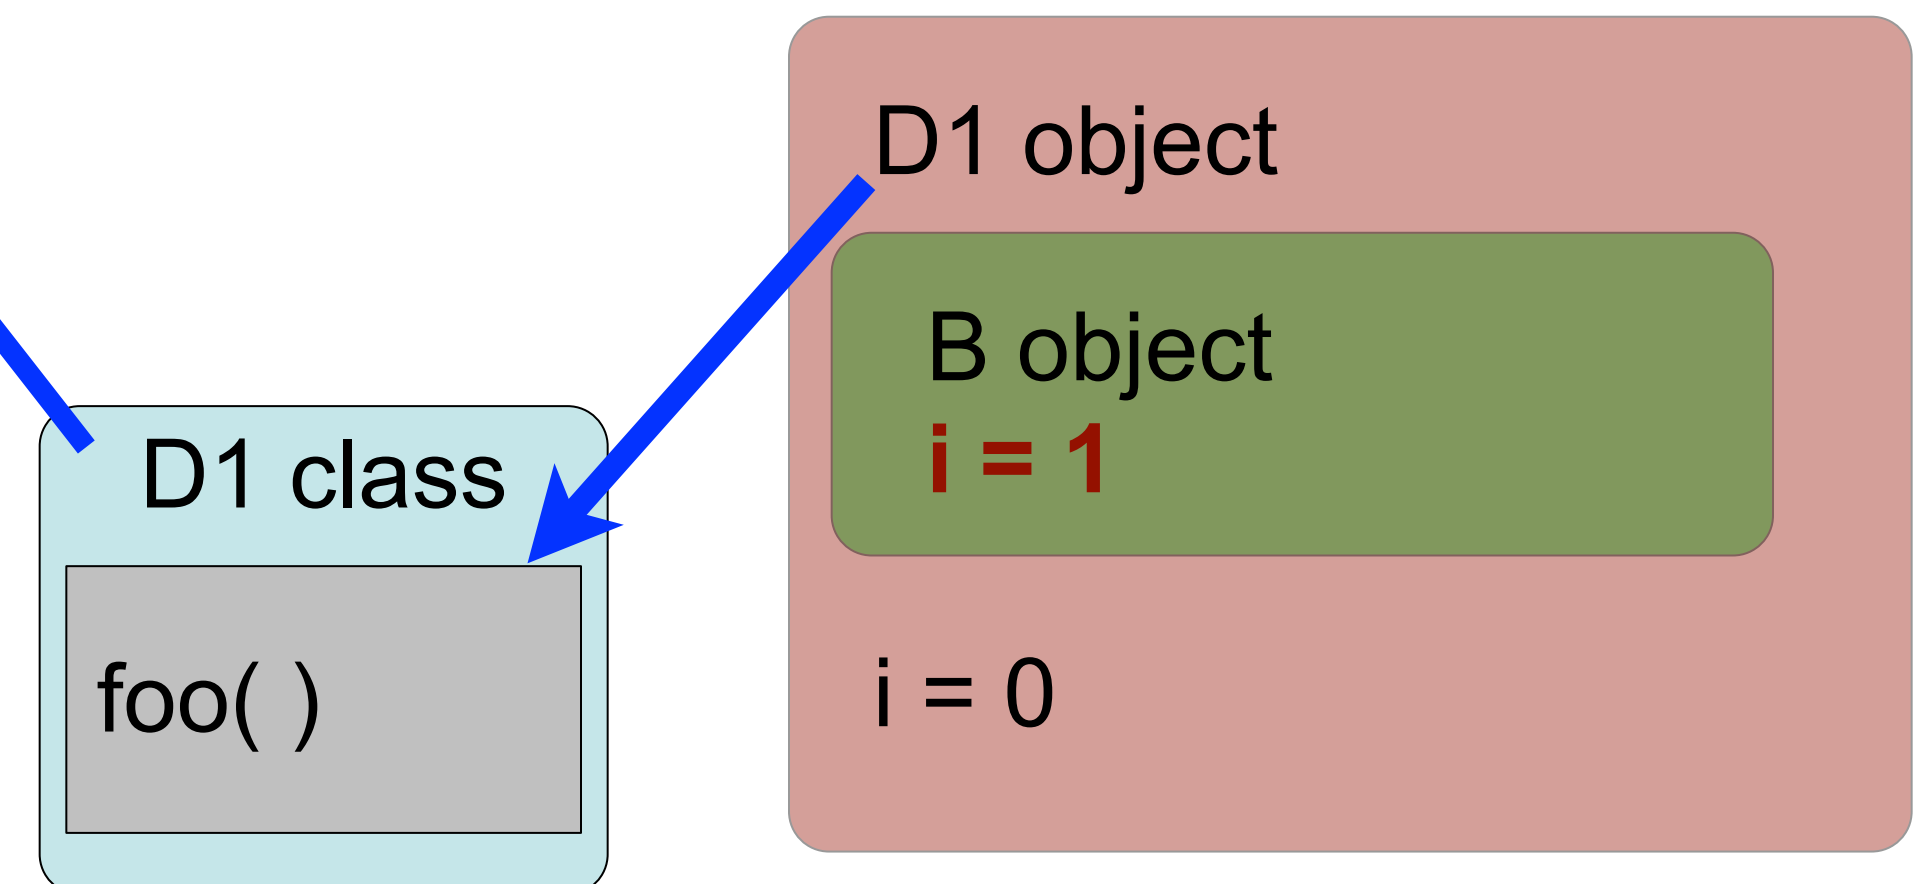 D1 object
B object
i = 1
D1 class
foo( )
i = 0